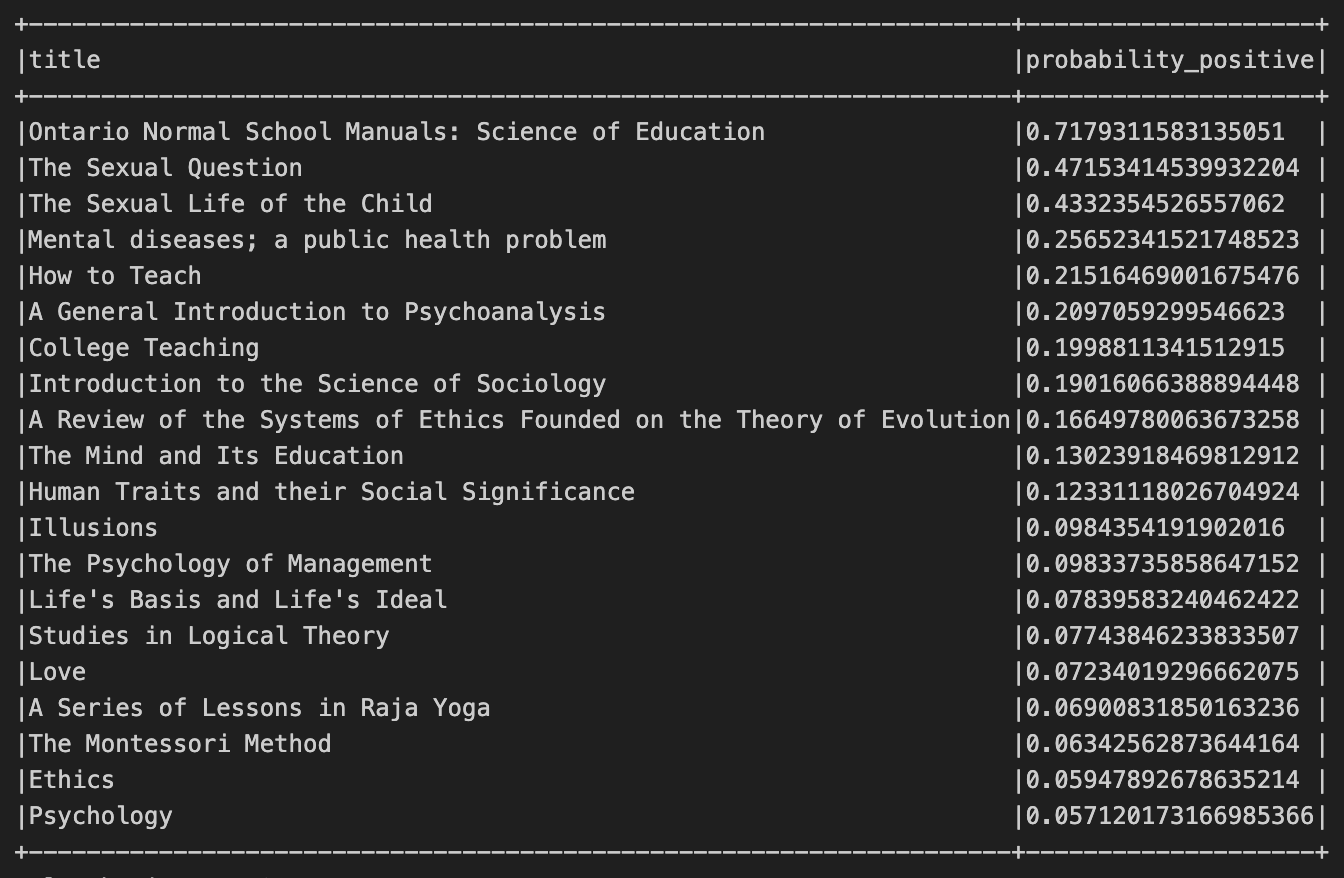 +--------------------------------------------------------------------+--------------------+
|title                                                               |probability_positive|
+--------------------------------------------------------------------+--------------------+
|Ontario Normal School Manuals: Science of Education                 |0.7179311583135051  |
|The Sexual Question                                                 |0.47153414539932204 |
|The Sexual Life of the Child                                        |0.4332354526557062  |
|Mental diseases; a public health problem                            |0.25652341521748523 |
|How to Teach                                                        |0.21516469001675476 |
|A General Introduction to Psychoanalysis                            |0.2097059299546623  |
|College Teaching                                                    |0.1998811341512915  |
|Introduction to the Science of Sociology                            |0.19016066388894448 |
|A Review of the Systems of Ethics Founded on the Theory of Evolution|0.16649780063673258 |
|The Mind and Its Education                                          |0.13023918469812912 |
|Human Traits and their Social Significance                          |0.12331118026704924 |
|Illusions                                                           |0.0984354191902016  |
|The Psychology of Management                                        |0.09833735858647152 |
|Life's Basis and Life's Ideal                                       |0.07839583240462422 |
|Studies in Logical Theory                                           |0.07743846233833507 |
|Love                                                                |0.07234019296662075 |
|A Series of Lessons in Raja Yoga                                    |0.06900831850163236 |
|The Montessori Method                                               |0.06342562873644164 |
|Ethics                                                              |0.05947892678635214 |
|Psychology                                                          |0.057120173166985366|
+--------------------------------------------------------------------+--------------------+